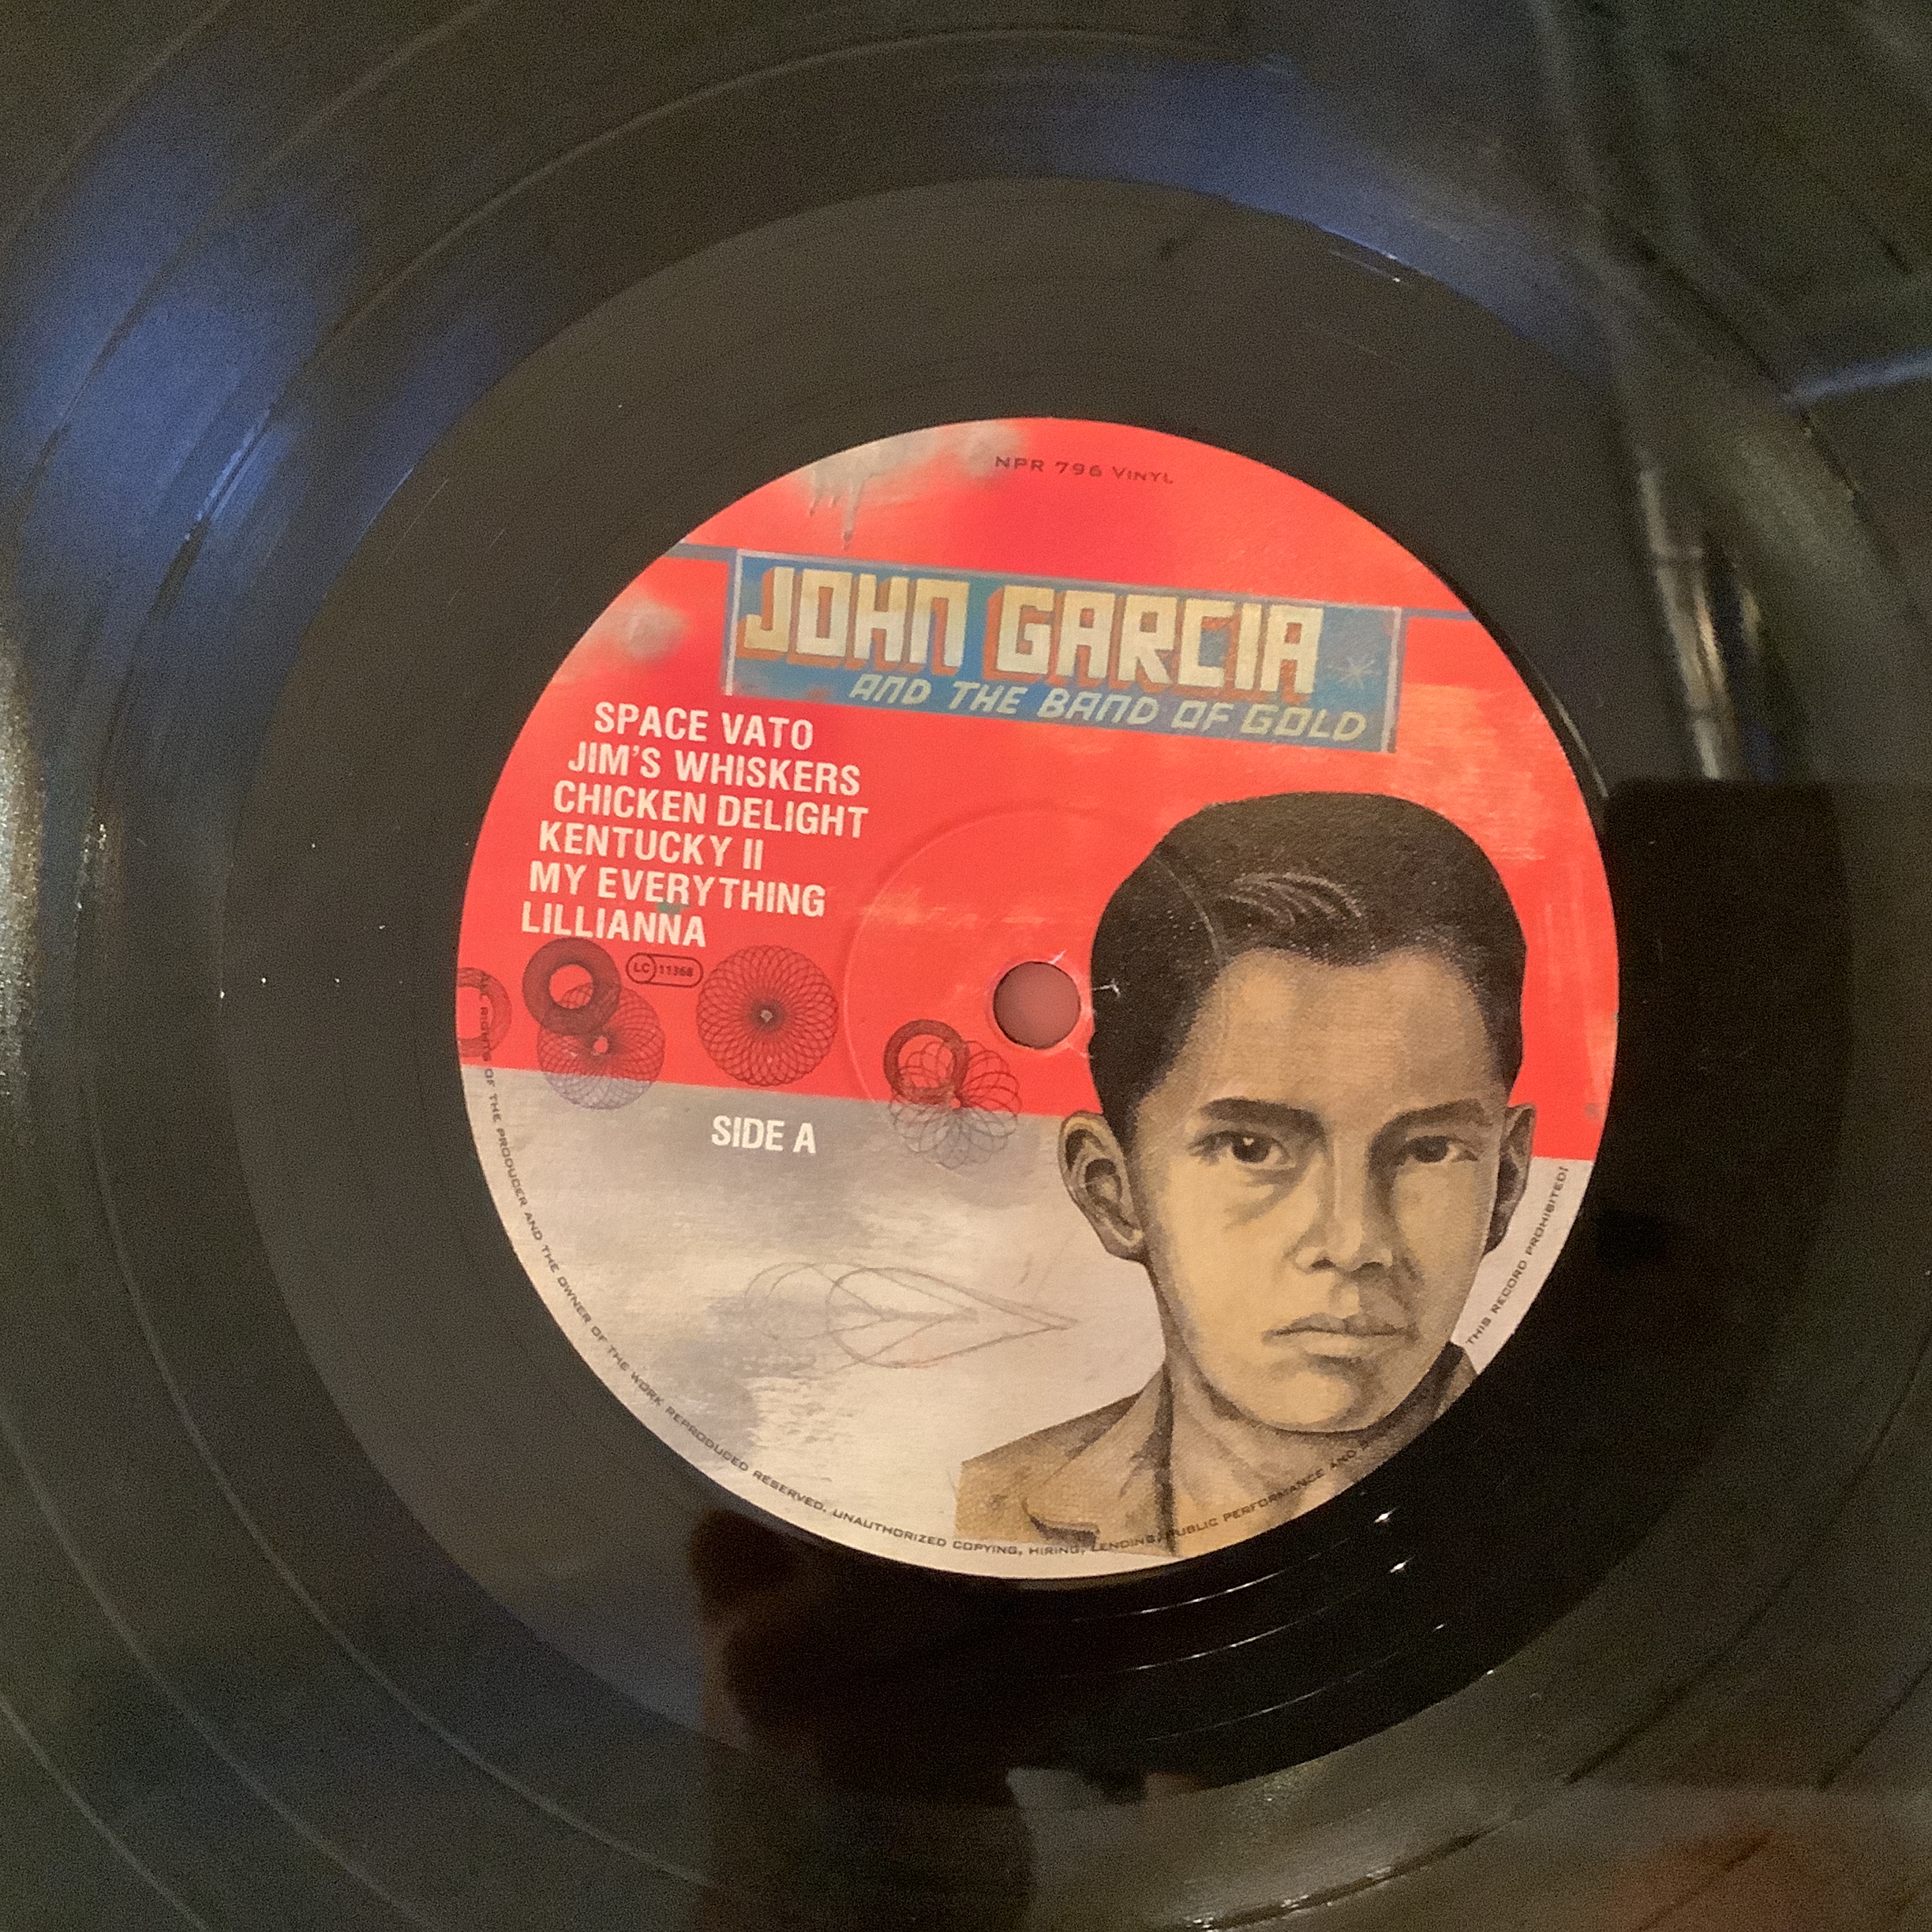 NPR 796 VINYL
JOHN GARCIA
AND THE BAND OF GOLD
SPACE VATO
JIM'S WHISKERS
CHICKEN DELIGHT
KENTUCKY II
MY EVERYTHING
LILLIANNA
LC 11368
SIDE A
RIGHTS OF THE PRODUCER AND THE OWNER OF THE WORK REPRODUCED RESERVED. UNAUTHORIZED COPYING, HIRING, LENDING, PUBLIC PERFORMANCE AND THIS RECORD PROHIBITED!